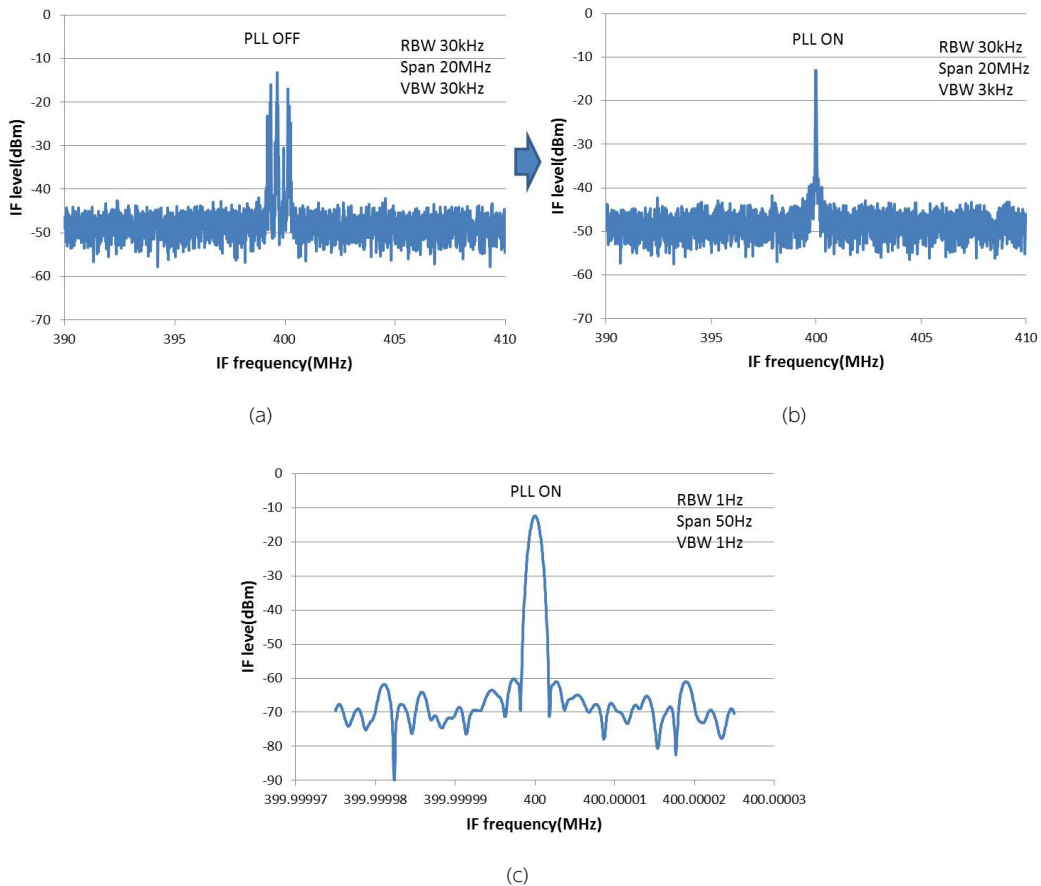 0
-10
-20
-30
-40
-50
-60
-70
IF level(dBm)
PLL OFF
RBW 30kHz
Span 20MHz
VBW 30kHz
390
395
400
405
410
IF frequency(MHz)
(a)
0
-10
-20
-30
-40
-50
-60
-70
IF level(dBm)
PLL ON
RBW 30kHz
Span 20MHz
VBW 3kHz
390
395
400
405
410
IF frequency(MHz)
(b)
0
-10
-20
-30
-40
-50
-60
-70
-80
-90
IF leve(dBm)
PLL ON
RBW 1Hz
Span 50Hz
VBW 1Hz
399.99997
399.99998
399.99999
400
400.00001
400.00002
400.00003
IF frequency(MHz)
(c)